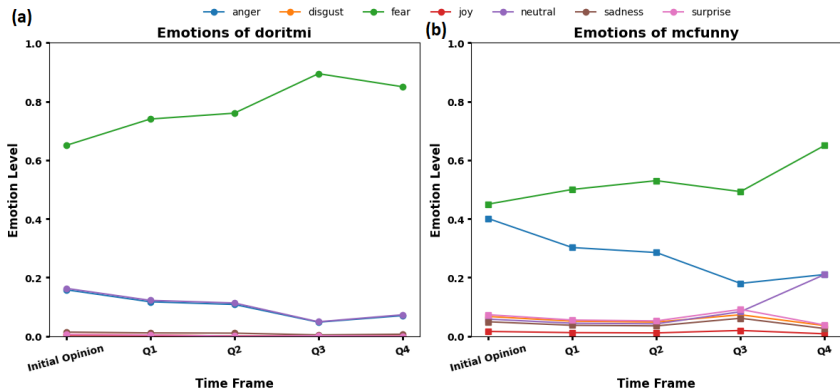 anger disgust fear joy neutral sadness surprise
(a) (b)
Emotions of doritmi
Emotion Level
1.0
0.8
0.6
0.4
0.2
0.0
Initial Opinion Q1 Q2 Q3 Q4
Time Frame
Emotions of mcfunny
Emotion Level
1.0
0.8
0.6
0.4
0.2
0.0
Initial Opinion Q1 Q2 Q3 Q4
Time Frame